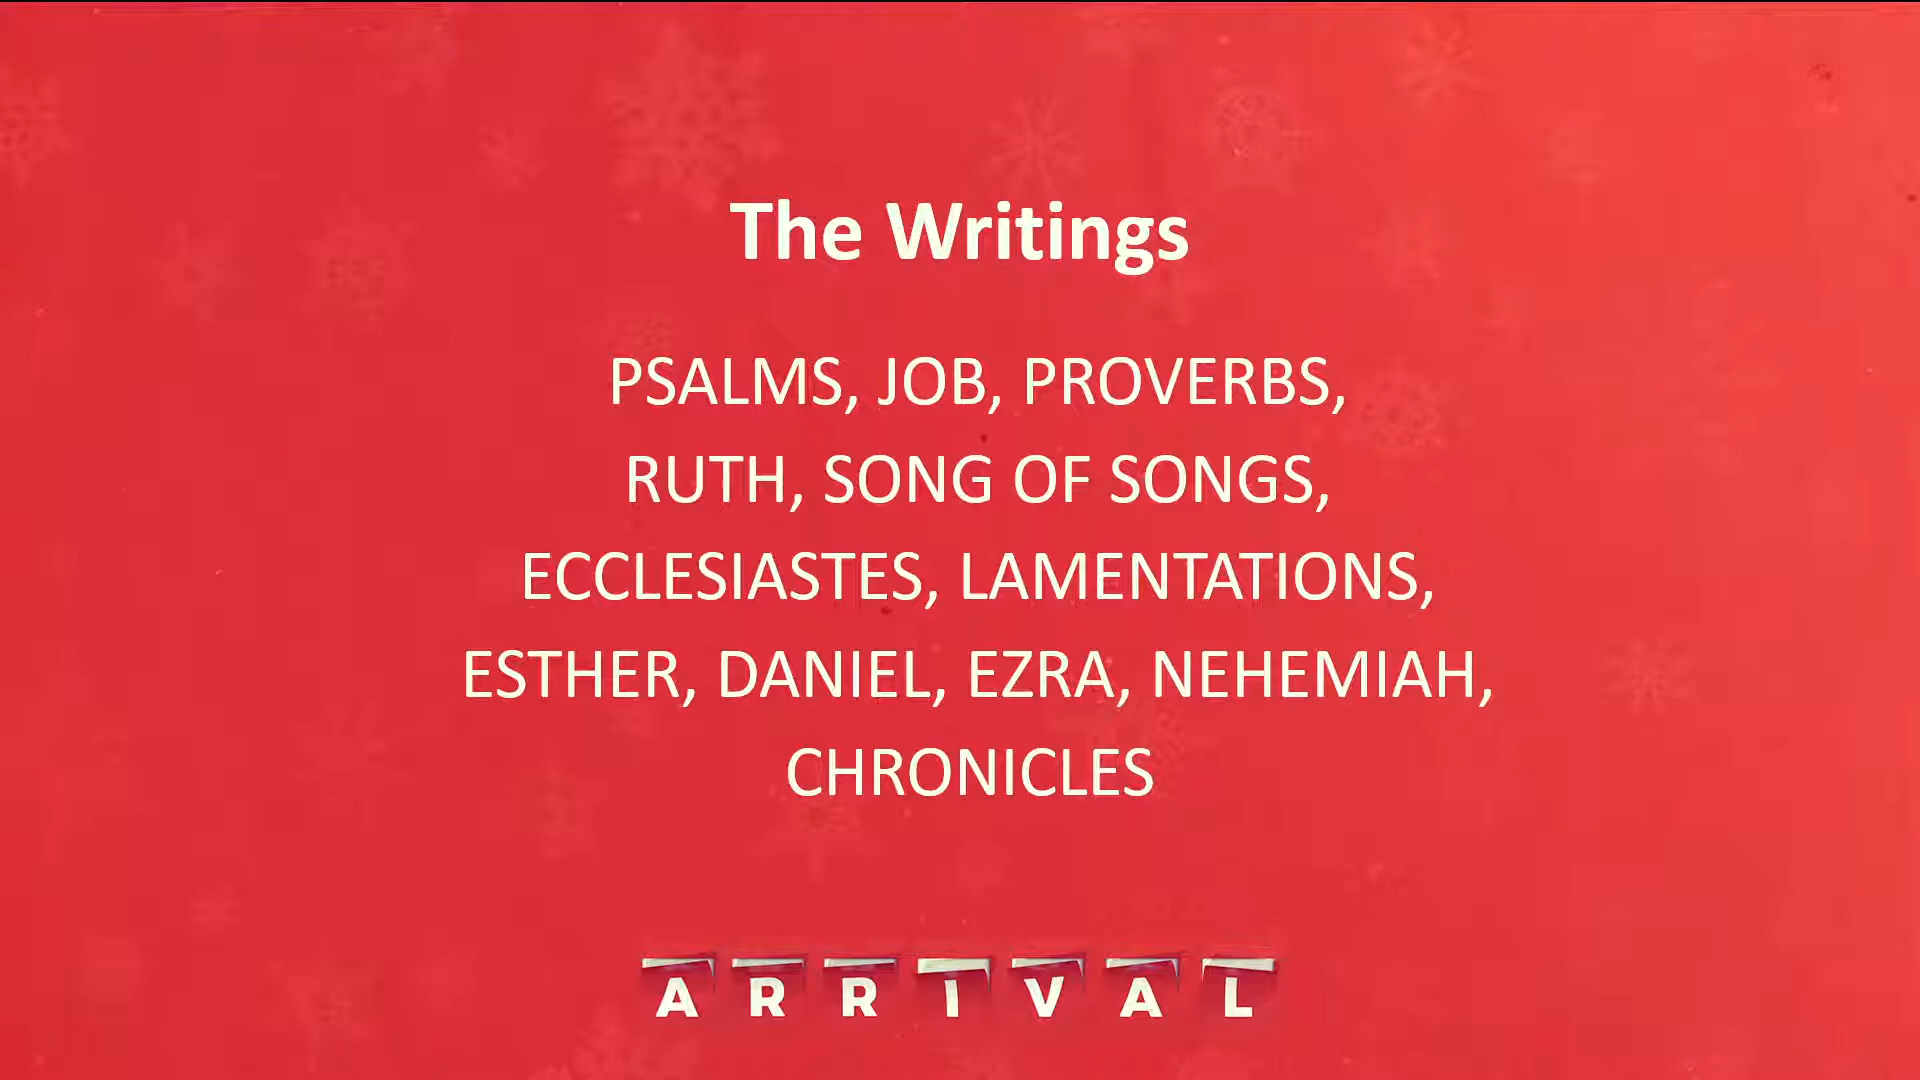 The Writings
PSALMS, JOB, PROVERBS,
RUTH, SONG OF SONGS,
ECCLESIASTES, LAMENTATIONS,
ESTHER, DANIEL, EZRA, NEHEMIAH,
CHRONICLES
ARRIVAL